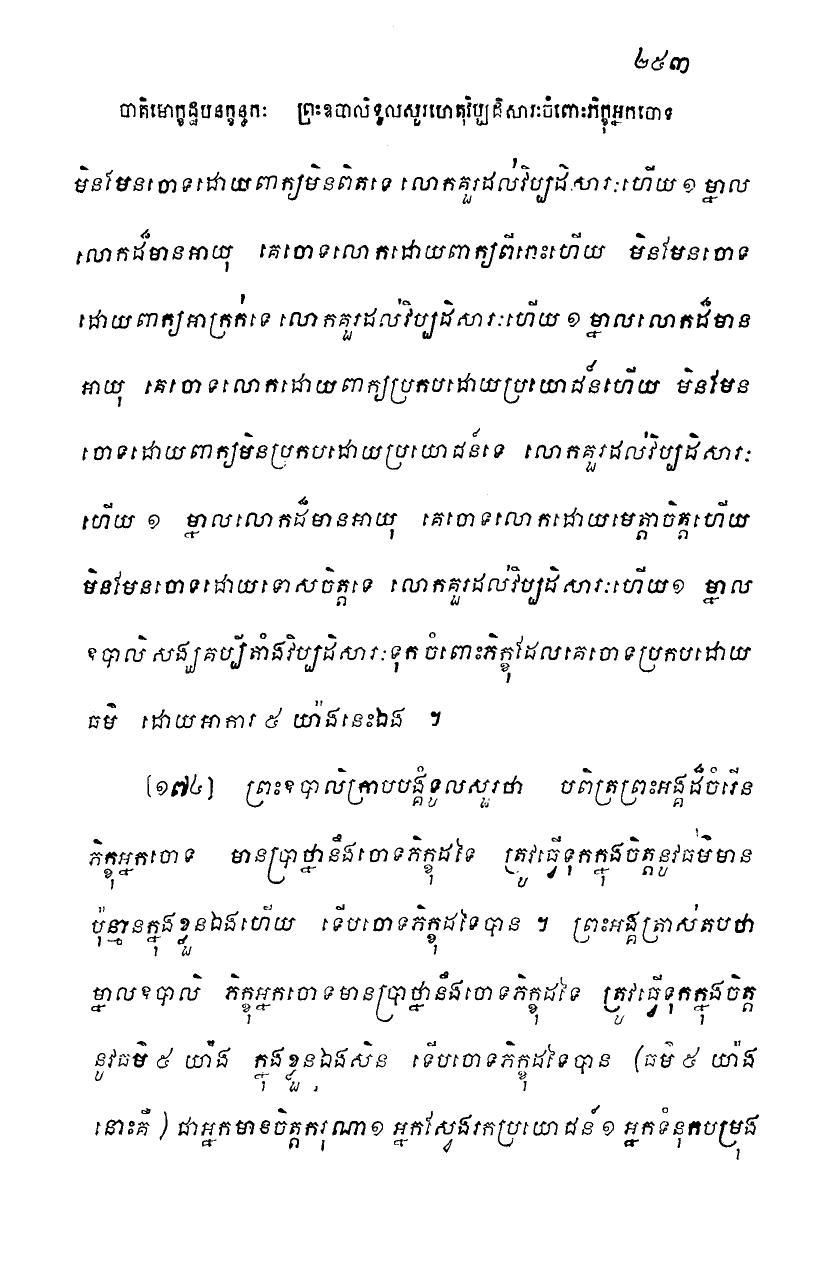 ២៥៣
បាតិមោក្ខដ្ឋបនក្ខន្ធកៈ ព្រះឧបាលិទូលសួរហេតុវិប្បដិសារៈចំពោះភិក្ខុអ្នកចោទ
មិនមែនចោទដោយពាក្យមិនពិតទេ លោកគួរដល់វិប្បដិសារៈហើយ ១ ម្នាល
លោកដ៏មានអាយុ គេចោទលោកដោយពាក្យពីរោះហើយ មិនមែនចោទ
ដោយពាក្យអាក្រក់ទេ លោកគួរដល់វិប្បដិសារៈហើយ ១ ម្នាលលោកដ៏មាន
អាយុ គេចោទលោកដោយពាក្យប្រកបដោយប្រយោជន៍ហើយ មិនមែន
ចោទដោយពាក្យមិនប្រកបដោយប្រយោជន៍ទេ លោកគួរដល់វិប្បដិសារៈ
ហើយ ១ ម្នាលលោកដ៏មានអាយុ គេចោទលោកដោយមេត្តាចិត្តហើយ
មិនមែនចោទដោយទោសចិត្តទេ លោកគួរដល់វិប្បដិសារៈហើយ ១ ម្នាល
ឧបាលិ សង្ឃគប្បីតាំងវិប្បដិសារៈទុក ចំពោះភិក្ខុដែលគេចោទប្រកបដោយ
ធម៌ ដោយអាការ ៥ យ៉ាងនេះឯង ។
[១៧៤] ព្រះឧបាលិក្រាបបង្គំទូលសួរថា បពិត្រព្រះអង្គដ៏ចំរើន
ភិក្ខុអ្នកចោទ មានប្រាថ្នានឹងចោទភិក្ខុដទៃ ត្រូវធ្វើទុកក្នុងចិត្តនូវធម៌មាន
ប៉ុន្មានក្នុងខ្លួនឯងហើយ ទើបចោទភិក្ខុដទៃបាន ។ ព្រះអង្គត្រាស់តបថា
ម្នាលឧបាលិ ភិក្ខុអ្នកចោទមានប្រាថ្នានឹងចោទភិក្ខុដទៃ ត្រូវធ្វើទុកក្នុងចិត្ត
នូវធម៌ ៥ យ៉ាង ក្នុងខ្លួនឯងសិន ទើបចោទភិក្ខុដទៃបាន (ធម៌ ៥ យ៉ាង
នោះគឺ) ជាអ្នកមានចិត្តករុណា ១ អ្នកស្វែងរកប្រយោជន៍ ១ អ្នកទំនុកបម្រុង